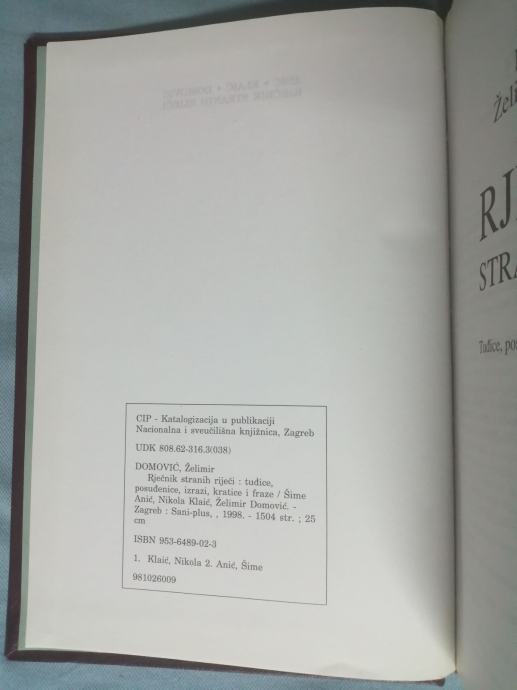 CIP - Katalogizacija u publikaciji
Nacionalna i sveučilišna knjižnica, Zagreb
UDK 808.62-316.3(038)
DOMOVIĆ, Želimir
Rječnik stranih riječi : tuđice,
posuđenice, izrazi, kratice i fraze / Šime
Anić, Nikola Klaić, Želimir Domović. -
Zagreb : Sani-plus, , 1998. - 1504 str. ; 25
cm
ISBN 953-6489-02-3
1. Klaić, Nikola 2. Anić, Šime
981026009
Želi
RJ
STRA
Tuđice, pos